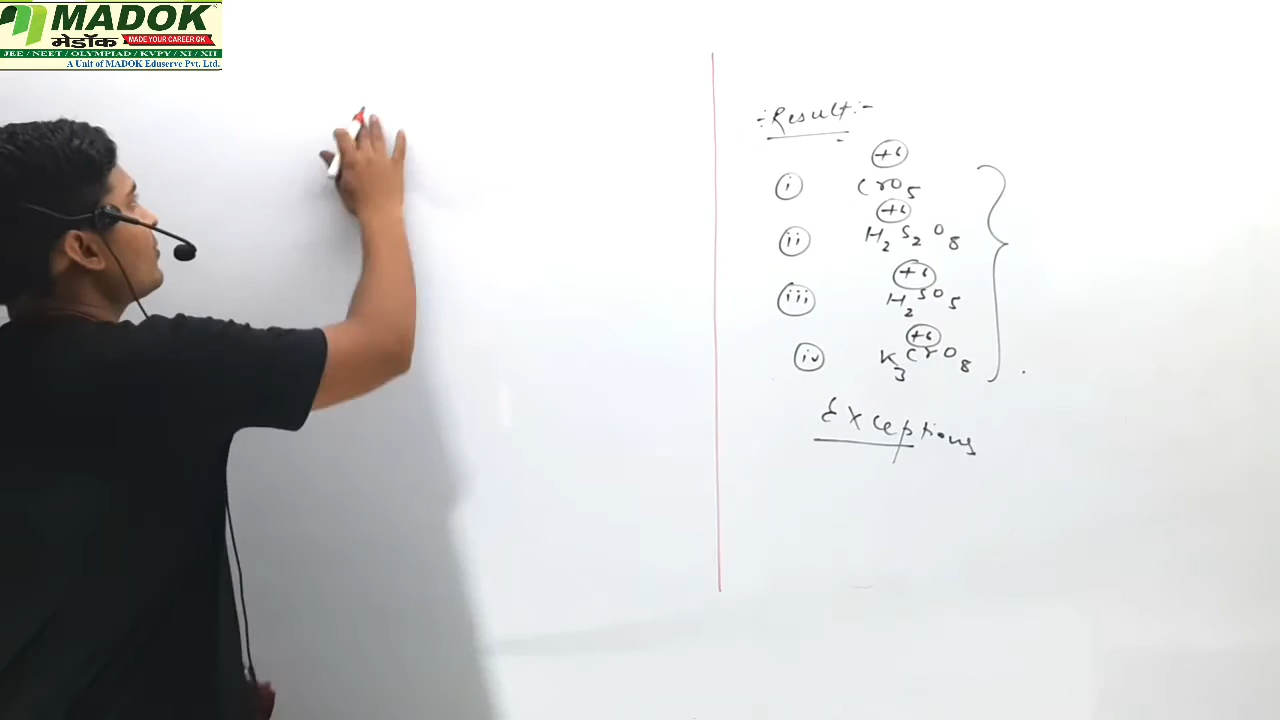 MADOK
मेडॉक MADE YOUR CAREER GK
JEE / NEET / OLYMPIAD / KVPY / XI / XII
A Unit of MADOK Eduserve Pvt. Ltd.
:-Result:-
+6
(i) CrO5
+6
(ii) H2S2O8
+6
(iii) H2SO5
+6
(iv) K3CrO8
Exceptions